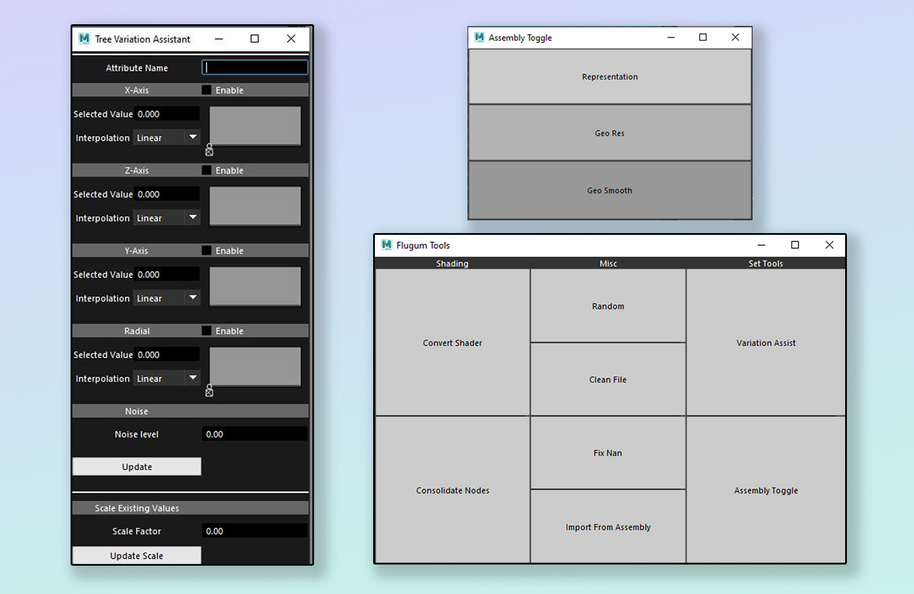 Tree Variation Assistant
Attribute Name
X-Axis Enable
Selected Value 0.000
Interpolation Linear
Z-Axis Enable
Selected Value 0.000
Interpolation Linear
Y-Axis Enable
Selected Value 0.000
Interpolation Linear
Radial Enable
Selected Value 0.000
Interpolation Linear
Noise
Noise level 0.00
Update
Scale Existing Values
Scale Factor 0.00
Update Scale
Assembly Toggle
Representation
Geo Res
Geo Smooth
Flugum Tools
Shading Misc Set Tools
Convert Shader
Consolidate Nodes
Random
Clean File
Fix Nan
Import From Assembly
Variation Assist
Assembly Toggle